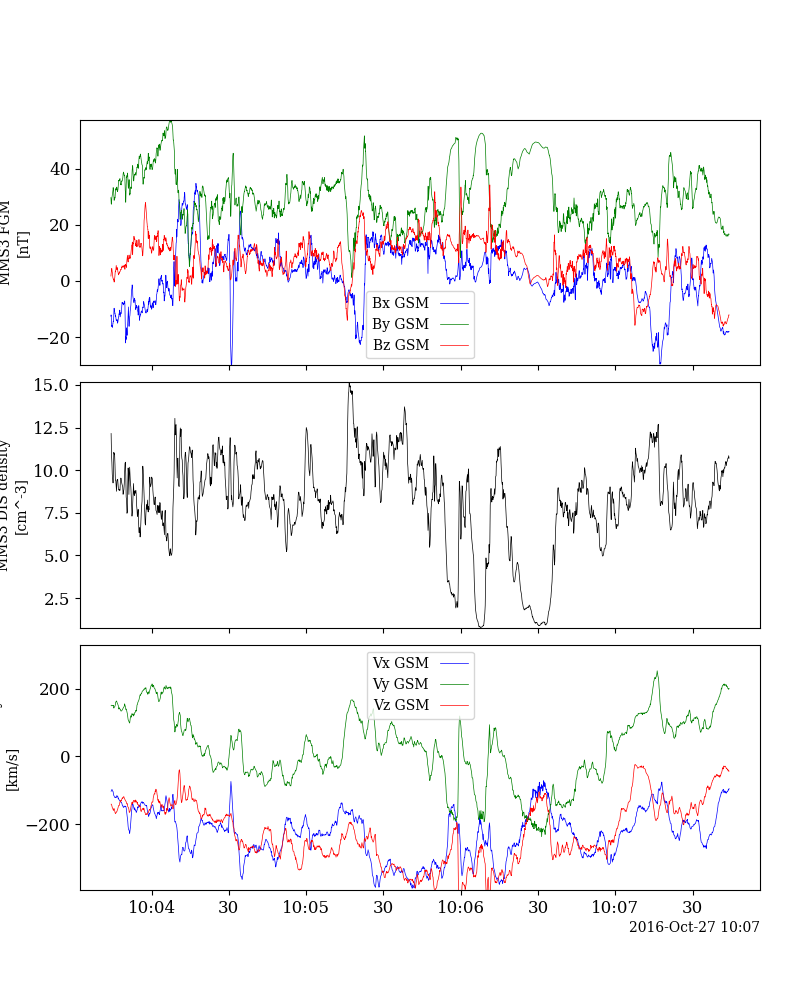 40
20
0
−20
MMS3 FGM
[nT]
Bx GSM
By GSM
Bz GSM
15.0
12.5
10.0
7.5
5.0
2.5
MMS3 DIS density
[cm^-3]
200
0
−200
[km/s]
Vx GSM
Vy GSM
Vz GSM
10:04
30
10:05
30
10:06
30
10:07
30
2016-Oct-27 10:07